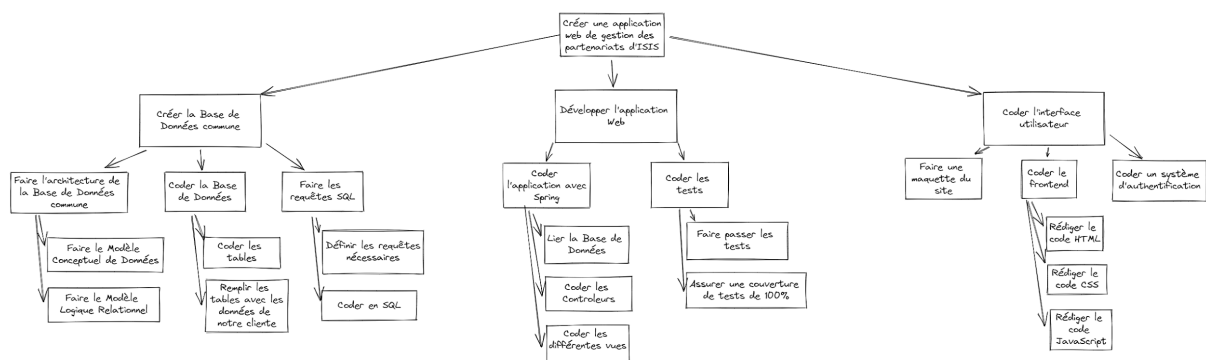 Créer une application
web de gestion des
partenariats d'ISIS
Créer la Base de
Données commune
Développer l'application
Web
Coder l'interface
utilisateur
Faire l'architecture de
la Base de Données
commune
Coder la Base
de Données
Faire les
requêtes SQL
Coder
l'application avec
Spring
Coder les
tests
Faire une
maquette du
site
Coder le
frontend
Coder un système
d'authentification
Faire le Modèle
Conceptuel de Données
Faire le Modèle
Logique Relationnel
Coder les
tables
Remplir les
tables avec les
données de
notre cliente
Définir les requêtes
nécessaires
Coder en SQL
Lier la Base de
Données
Coder les
Controleurs
Coder les
différentes vues
Faire passer les
tests
Assurer une couverture
de tests de 100%
Rédiger le
code HTML
Rédiger le
code CSS
Rédiger le
code
JavaScript